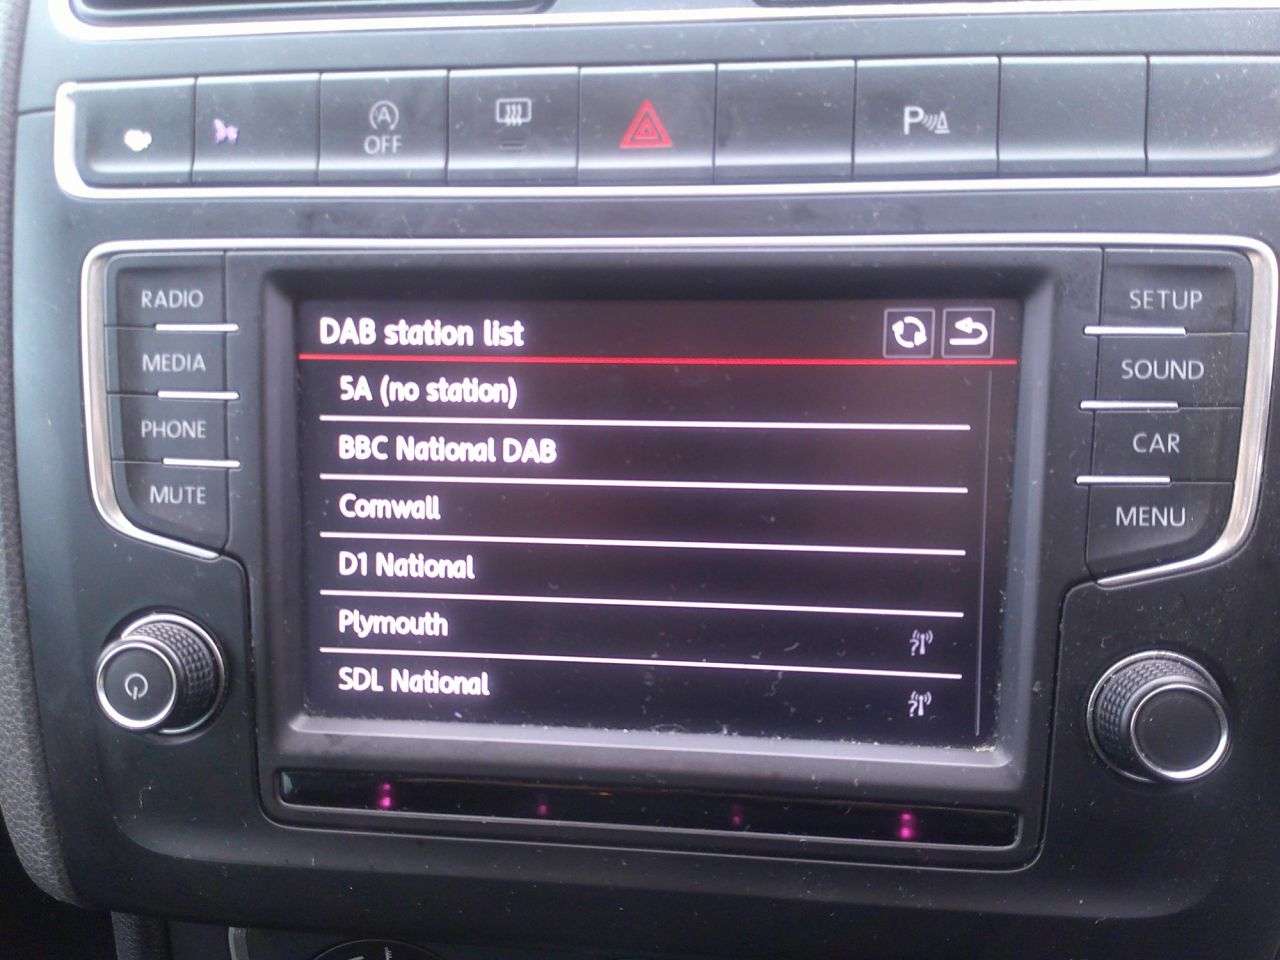 A
OFF
P
RADIO
MEDIA
PHONE
MUTE
DAB station list
5A (no station)
BBC National DAB
Cornwall
D1 National
Plymouth
SDL National
SETUP
SOUND
CAR
MENU